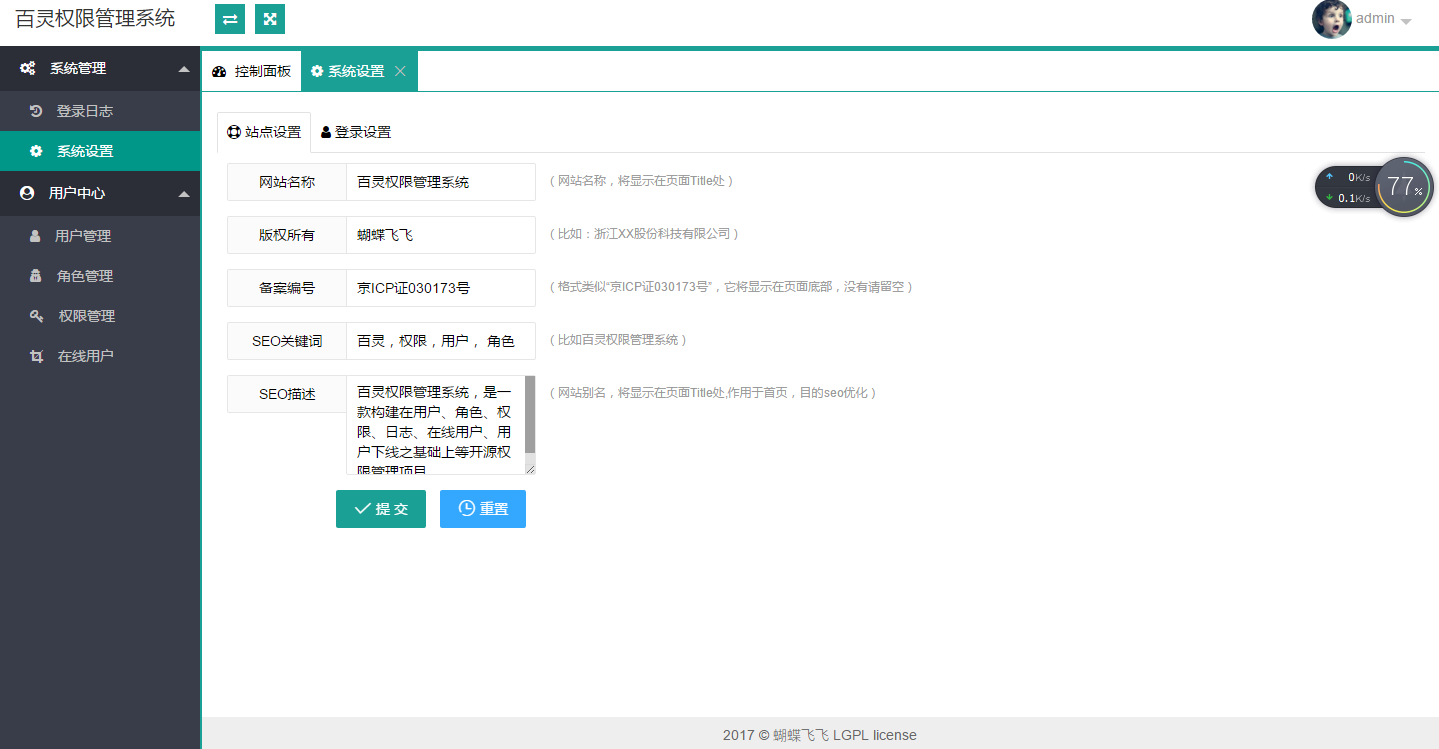 百灵权限管理系统
admin
系统管理
登录日志
系统设置
用户中心
用户管理
角色管理
权限管理
在线用户
控制面板
系统设置
站点设置
登录设置
网站名称 百灵权限管理系统 ( 网站名称，将显示在页面Title处 )
版权所有 蝴蝶飞飞 ( 比如：浙江XX股份科技有限公司 )
备案编号 京ICP证030173号 ( 格式类似“京ICP证030173号”，它将显示在页面底部，没有请留空 )
SEO关键词 百灵，权限，用户， 角色 ( 比如百灵权限管理系统 )
SEO描述 ( 网站别名，将显示在页面Title处,作用于首页，目的seo优化 )
百灵权限管理系统，是一
款构建在用户、角色、权
限、日志、在线用户、用
户下线之基础上等开源权
限管理项目
提 交
重置
0K/s
0.1K/s
77%
2017 © 蝴蝶飞飞 LGPL license